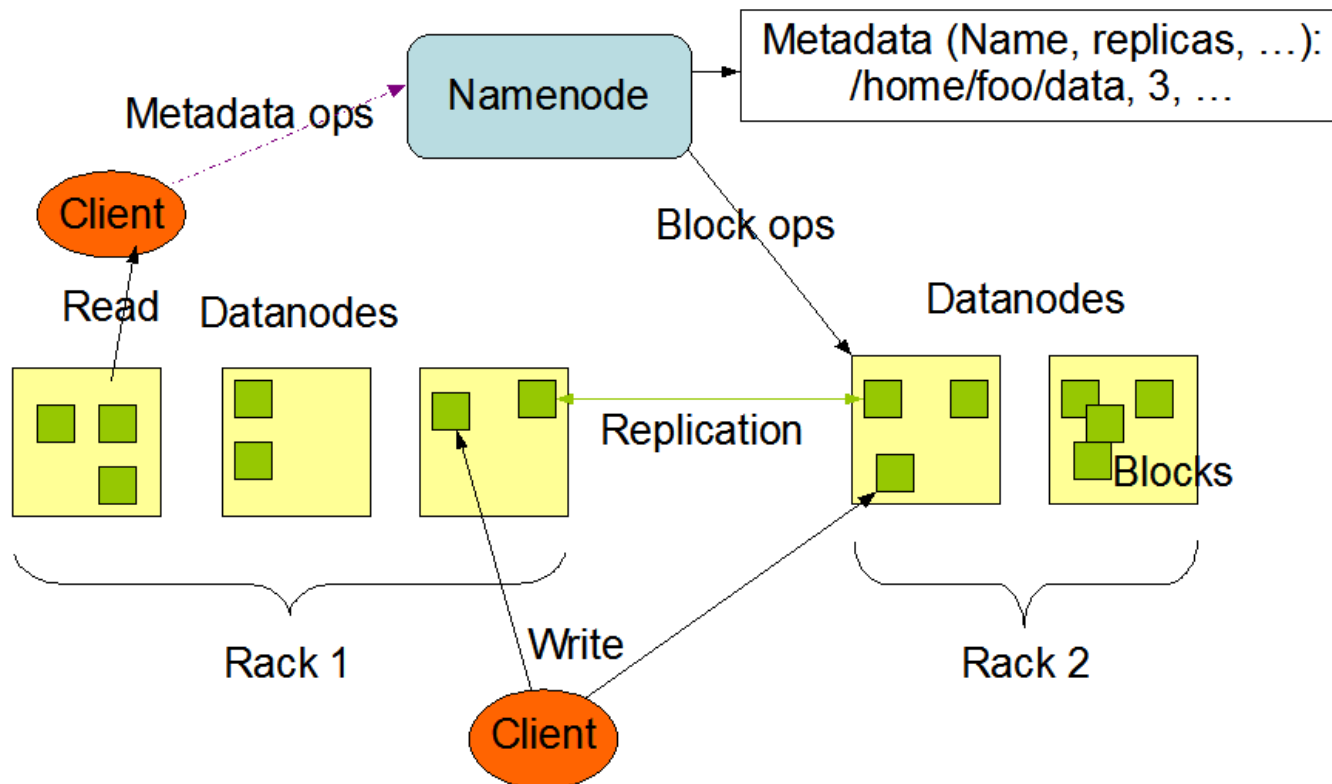 Metadata (Name, replicas, …):
/home/foo/data, 3, …
Namenode
Metadata ops
Client
Block ops
Read
Datanodes
Datanodes
Replication
Blocks
Rack 1
Write
Rack 2
Client